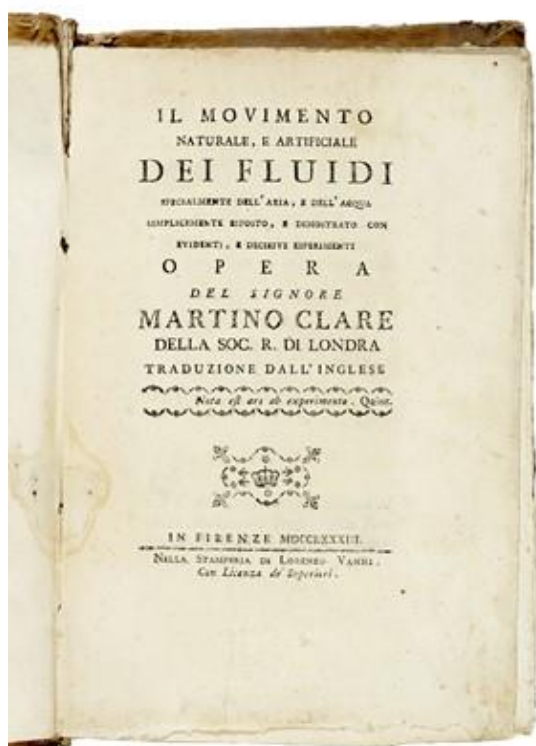 IL MOVIMENTO
NATURALE, E ARTIFICIALE
DEI FLUIDI
SPECIALMENTE DELL'ARIA, E DELL'ACQUA
SEMPLICEMENTE ESPOSTO, E DIMOSTRATO CON
EVIDENTI, E DECISIVI ESPERIMENTI
OPERA
DEL SIGNORE
MARTINO CLARE
DELLA SOC. R. DI LONDRA
TRADUZIONE DALL'INGLESE
Nota est ars ab experimento. Quint.
IN FIRENZE MDCCLXXXIII.
NELLA STAMPERIA DI LORENZO VANNI.
Con Licenza de' Superiori.